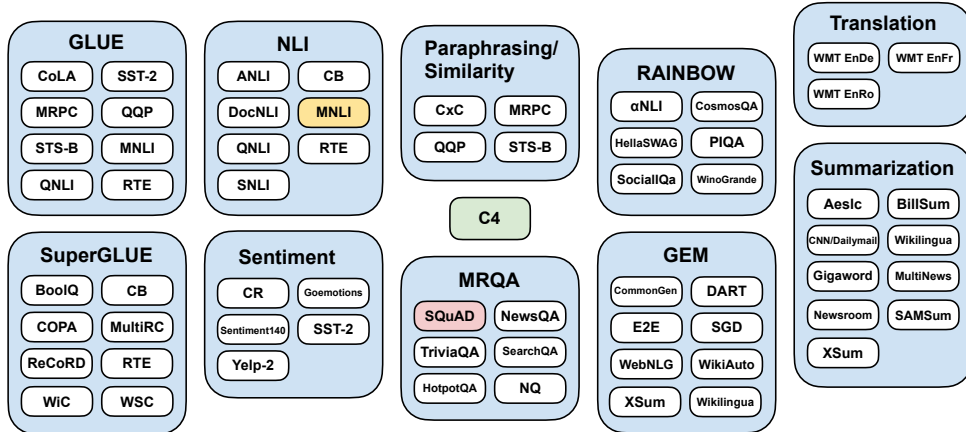 GLUE
CoLA SST-2
MRPC QQP
STS-B MNLI
QNLI RTE
NLI
ANLI CB
DocNLI MNLI
QNLI RTE
SNLI
Paraphrasing/
Similarity
CxC MRPC
QQP STS-B
C4
RAINBOW
αNLI CosmosQA
HellaSWAG PIQA
SocialIQa WinoGrande
Translation
WMT EnDe WMT EnFr
WMT EnRo
SuperGLUE
BoolQ CB
COPA MultiRC
ReCoRD RTE
WiC WSC
Sentiment
CR Goemotions
Sentiment140 SST-2
Yelp-2
MRQA
SQuAD NewsQA
TriviaQA SearchQA
HotpotQA NQ
GEM
CommonGen DART
E2E SGD
WebNLG WikiAuto
XSum Wikilingua
Summarization
Aeslc BillSum
CNN/Dailymail Wikilingua
Gigaword MultiNews
Newsroom SAMSum
XSum